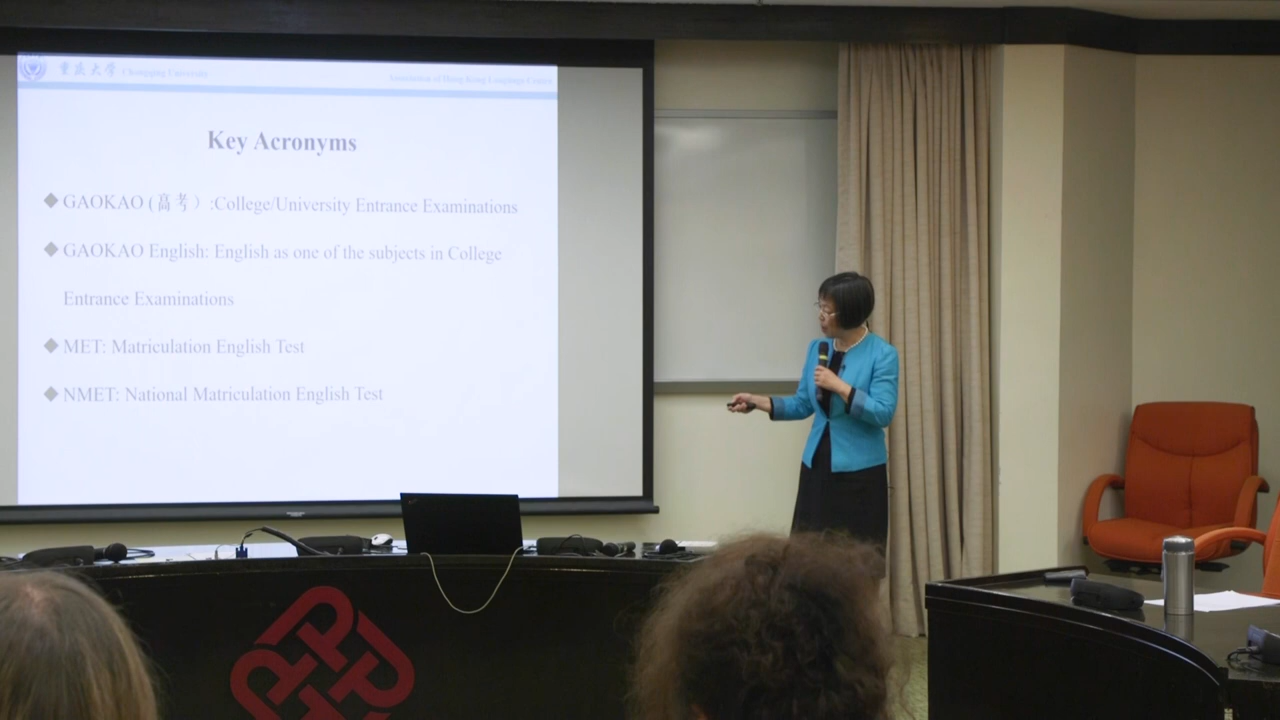 重庆大学 Chongqing University
Association of Hong Kong Language Centre
Key Acronyms
GAOKAO (高考）:College/University Entrance Examinations
GAOKAO English: English as one of the subjects in College
Entrance Examinations
MET: Matriculation English Test
NMET: National Matriculation English Test